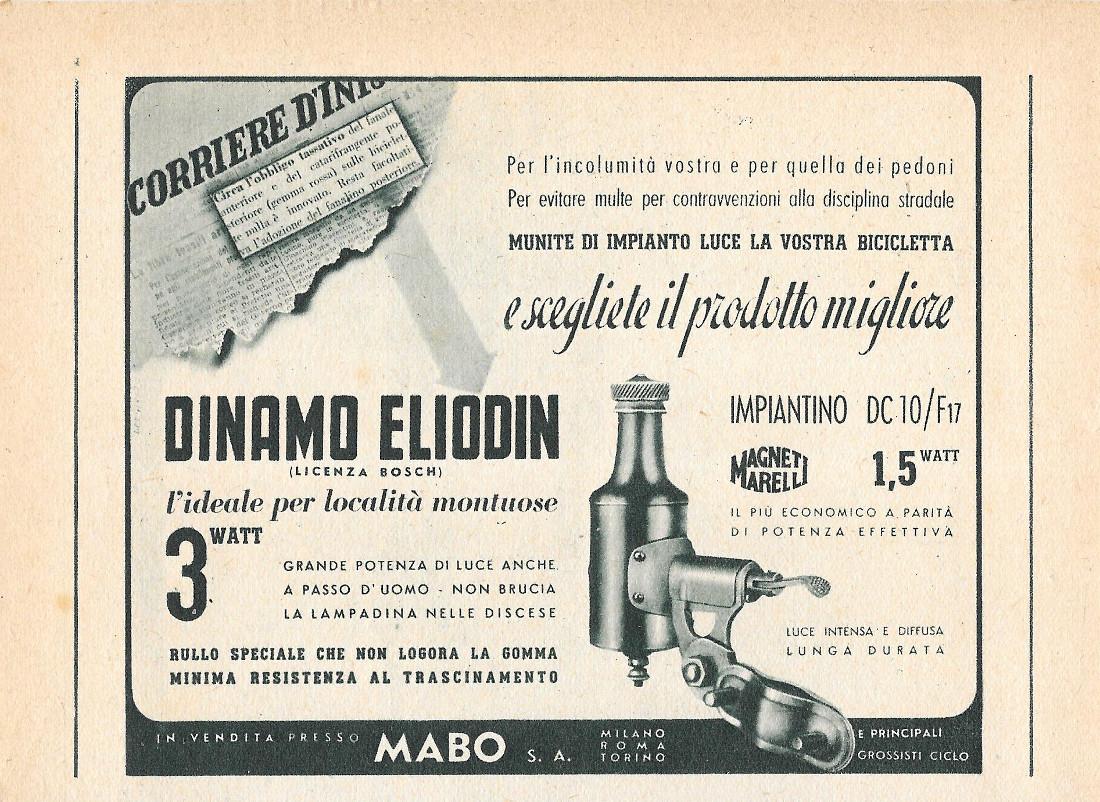 CORRIERE D'INF
Circa l'obbligo tassativo del fanale
anteriore e del catarifrangente po-
steriore (gemma rossa) sulle biciclet-
te nulla è innovato. Resta facoltati-
va l'adozione del fanalino posteriore
Per l'incolumità vostra e per quella dei pedoni
Per evitare multe per contravvenzioni alla disciplina stradale
MUNITE DI IMPIANTO LUCE LA VOSTRA BICICLETTA
e scegliete il prodotto migliore
DINAMO ELIODIN
(LICENZA BOSCH)
l'ideale per località montuose
3 WATT
GRANDE POTENZA DI LUCE ANCHE
A PASSO D'UOMO - NON BRUCIA
LA LAMPADINA NELLE DISCESE
RULLO SPECIALE CHE NON LOGORA LA GOMMA
MINIMA RESISTENZA AL TRASCINAMENTO
IMPIANTINO DC 10/F17
MAGNETI
MARELLI
1,5 WATT
IL PIÙ ECONOMICO A PARITÀ
DI POTENZA EFFETTIVA
LUCE INTENSA E DIFFUSA
LUNGA DURATA
IN VENDITA PRESSO MABO S. A.
MILANO
ROMA
TORINO
E PRINCIPALI
GROSSISTI CICLO